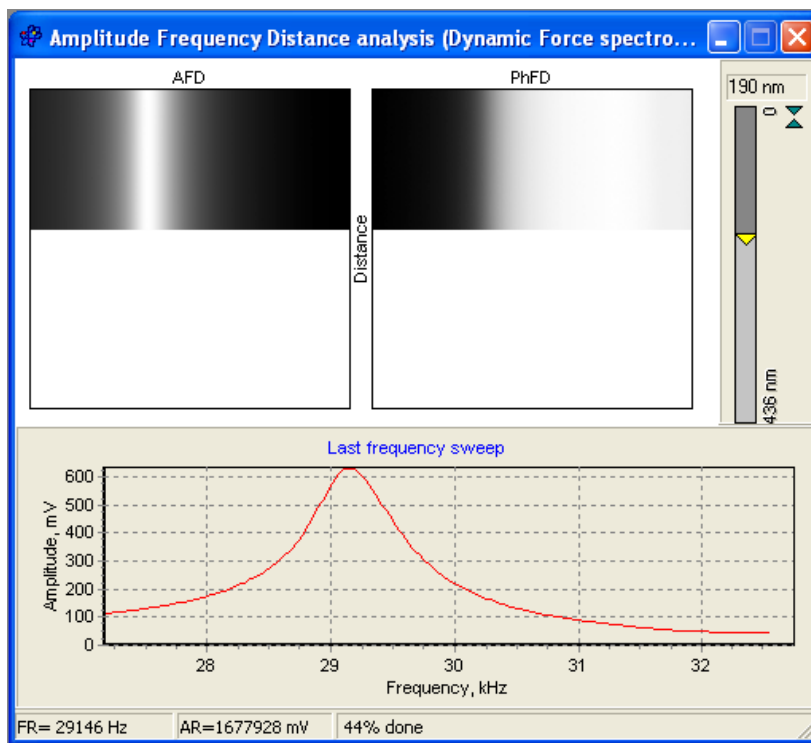 Amplitude Frequency Distance analysis (Dynamic Force spectro...
AFD
PhFD
190 nm
0
Distance
436 nm
Last frequency sweep
Amplitude, mV
600
500
400
300
200
100
0
28
29
30
31
32
Frequency, kHz
FR= 29146 Hz
AR=1677928 mV
44% done